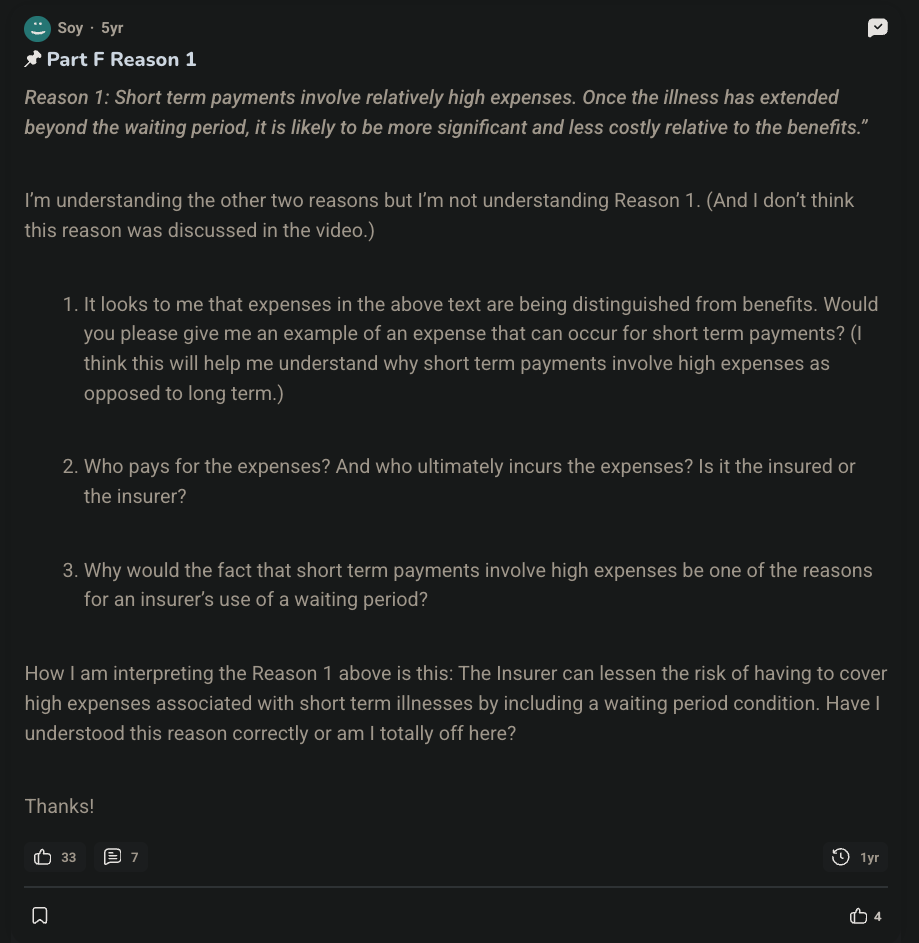 Soy · 5yr
Part F Reason 1
Reason 1: Short term payments involve relatively high expenses. Once the illness has extended
beyond the waiting period, it is likely to be more significant and less costly relative to the benefits.”
I’m understanding the other two reasons but I’m not understanding Reason 1. (And I don’t think
this reason was discussed in the video.)
1. It looks to me that expenses in the above text are being distinguished from benefits. Would
you please give me an example of an expense that can occur for short term payments? (I
think this will help me understand why short term payments involve high expenses as
opposed to long term.)
2. Who pays for the expenses? And who ultimately incurs the expenses? Is it the insured or
the insurer?
3. Why would the fact that short term payments involve high expenses be one of the reasons
for an insurer’s use of a waiting period?
How I am interpreting the Reason 1 above is this: The Insurer can lessen the risk of having to cover
high expenses associated with short term illnesses by including a waiting period condition. Have I
understood this reason correctly or am I totally off here?
Thanks!
33 7 1yr
4